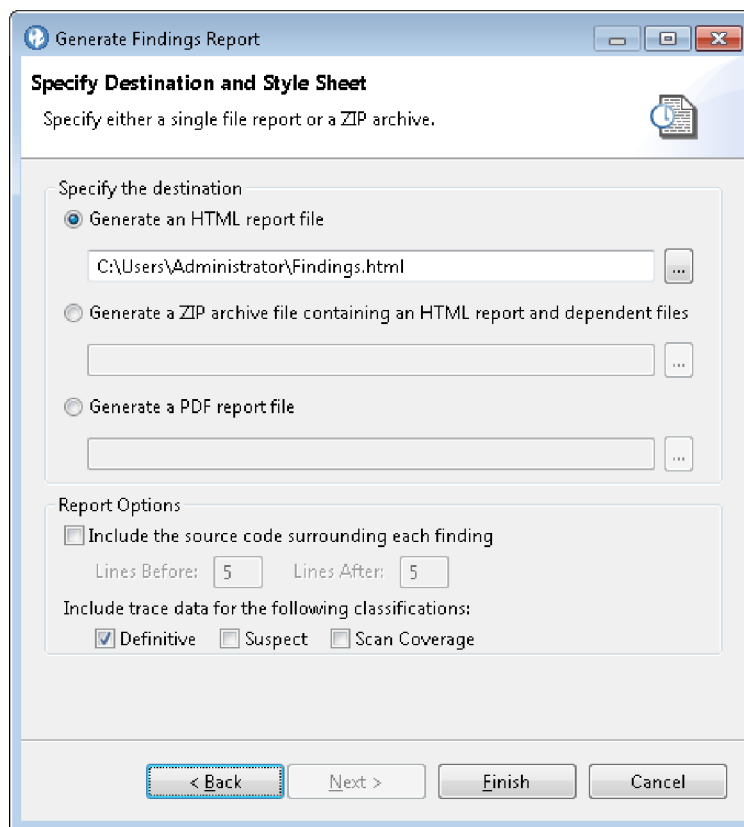 Generate Findings Report
Specify Destination and Style Sheet
Specify either a single file report or a ZIP archive.
Specify the destination
Generate an HTML report file
C:\Users\Administrator\Findings.html
...
Generate a ZIP archive file containing an HTML report and dependent files
...
Generate a PDF report file
...
Report Options
Include the source code surrounding each finding
Lines Before: 5 Lines After: 5
Include trace data for the following classifications:
Definitive Suspect Scan Coverage
< Back Next > Finish Cancel